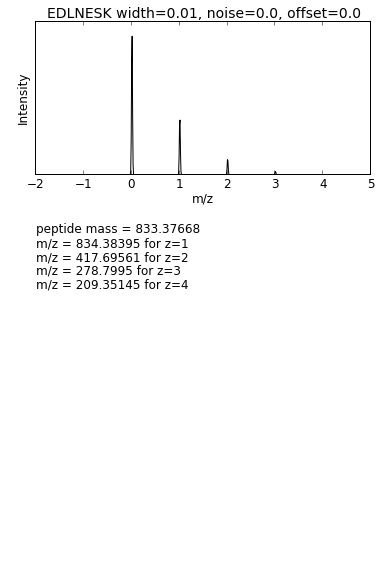 EDLNESK width=0.01, noise=0.0, offset=0.0
Intensity
−2 −1 0 1 2 3 4 5
m/z
peptide mass = 833.37668
m/z = 834.38395 for z=1
m/z = 417.69561 for z=2
m/z = 278.7995 for z=3
m/z = 209.35145 for z=4